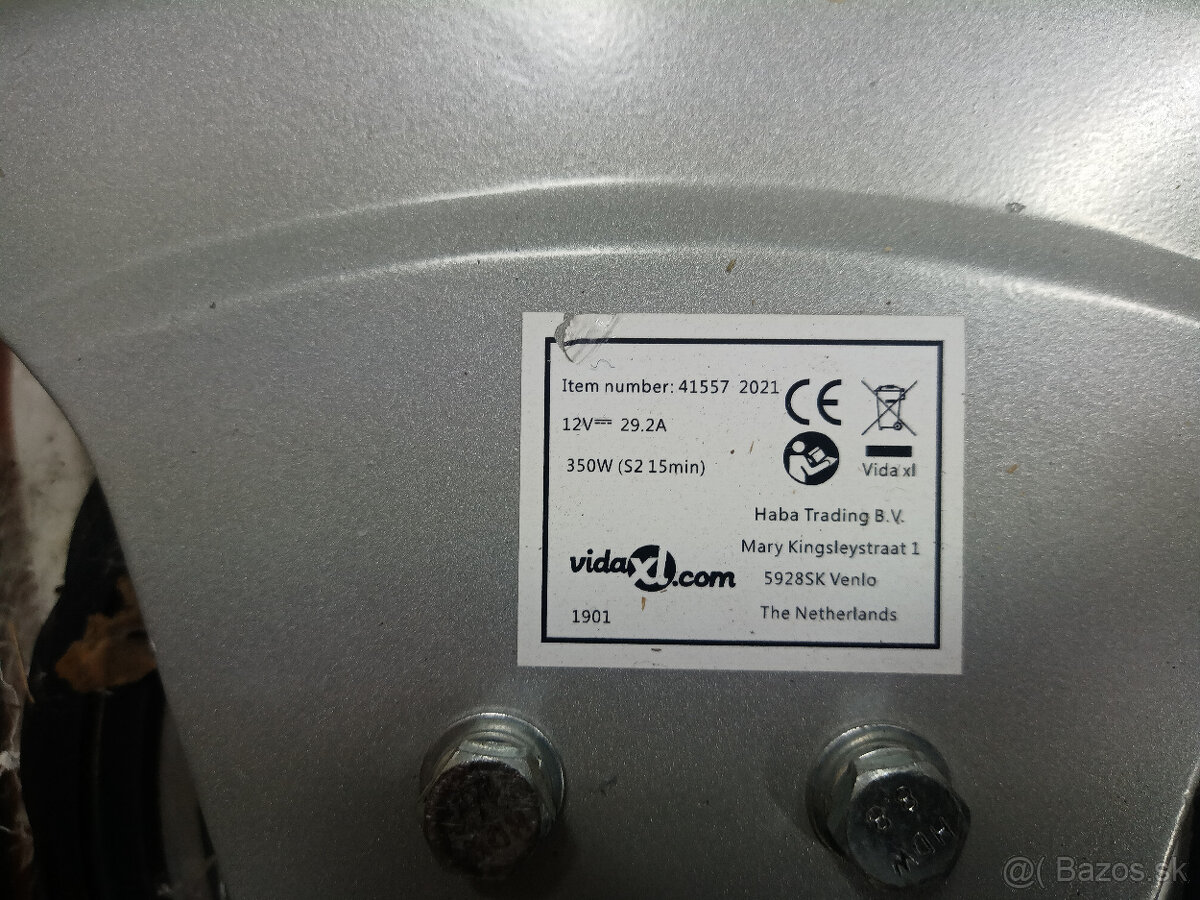 Item number: 41557 2021
12V 29.2A
350W (S2 15min)
CE
Vida xl
Haba Trading B.V.
Mary Kingsleystraat 1
5928SK Venlo
The Netherlands
vidaXL.com
1901
8.8
HDW
@( Bazos.sk